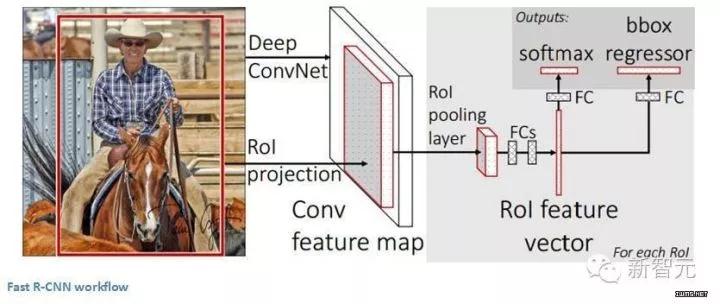 Deep
ConvNet
RoI
projection
Conv
feature map
RoI
pooling
layer
FCs
Outputs:
softmax
bbox
regressor
FC
FC
RoI feature
vector
For each RoI
新智元
Fast R-CNN workflow